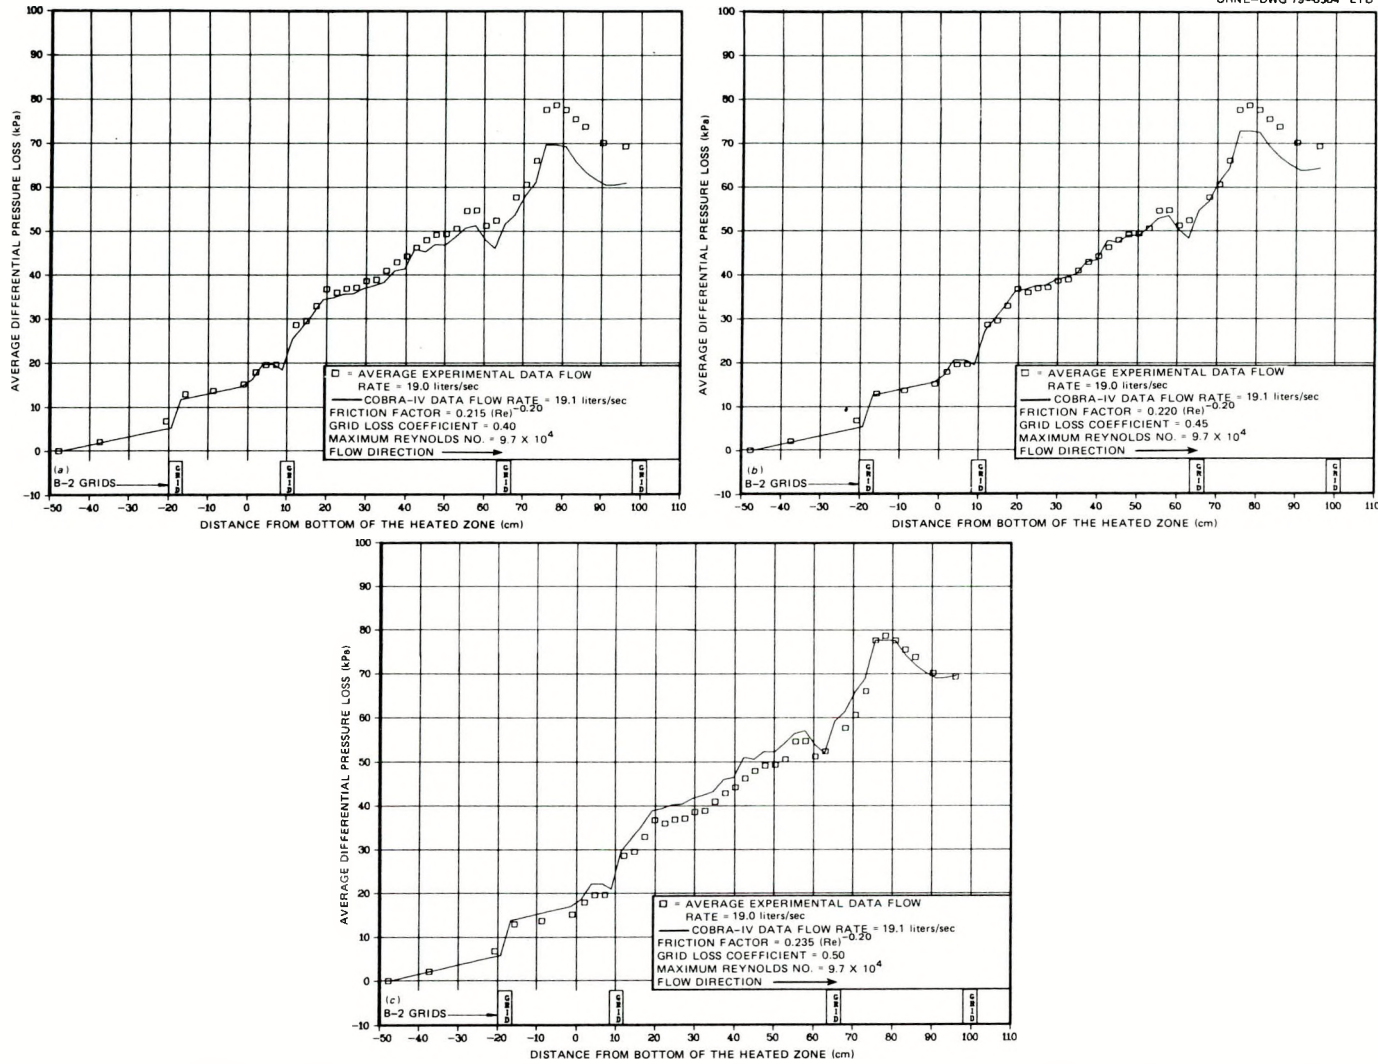 100
90
80
70
60
50
40
30
20
10
0
-10
AVERAGE DIFFERENTIAL PRESSURE LOSS (kPa)
□ = AVERAGE EXPERIMENTAL DATA FLOW
RATE = 19.0 liters/sec
— COBRA-IV DATA FLOW RATE = 19.1 liters/sec
FRICTION FACTOR = 0.215 (Re)^-0.20
GRID LOSS COEFFICIENT = 0.40
MAXIMUM REYNOLDS NO. = 9.7 X 10^4
FLOW DIRECTION →
(a)
B-2 GRIDS →
GRID
GRID
GRID
GRID
-50 -40 -30 -20 -10 0 10 20 30 40 50 60 70 80 90 100 110
DISTANCE FROM BOTTOM OF THE HEATED ZONE (cm)
100
90
80
70
60
50
40
30
20
10
0
-10
AVERAGE DIFFERENTIAL PRESSURE LOSS (kPa)
□ = AVERAGE EXPERIMENTAL DATA FLOW
RATE = 19.0 liters/sec
— COBRA-IV DATA FLOW RATE = 19.1 liters/sec
FRICTION FACTOR = 0.220 (Re)^-0.20
GRID LOSS COEFFICIENT = 0.45
MAXIMUM REYNOLDS NO. = 9.7 X 10^4
FLOW DIRECTION →
(b)
B-2 GRIDS →
GRID
GRID
GRID
GRID
-50 -40 -30 -20 -10 0 10 20 30 40 50 60 70 80 90 100 110
DISTANCE FROM BOTTOM OF THE HEATED ZONE (cm)
100
90
80
70
60
50
40
30
20
10
0
-10
AVERAGE DIFFERENTIAL PRESSURE LOSS (kPa)
□ = AVERAGE EXPERIMENTAL DATA FLOW
RATE = 19.0 liters/sec
— COBRA-IV DATA FLOW RATE = 19.1 liters/sec
FRICTION FACTOR = 0.235 (Re)^-0.20
GRID LOSS COEFFICIENT = 0.50
MAXIMUM REYNOLDS NO. = 9.7 X 10^4
FLOW DIRECTION →
(c)
B-2 GRIDS →
GRID
GRID
GRID
GRID
-50 -40 -30 -20 -10 0 10 20 30 40 50 60 70 80 90 100 110
DISTANCE FROM BOTTOM OF THE HEATED ZONE (cm)